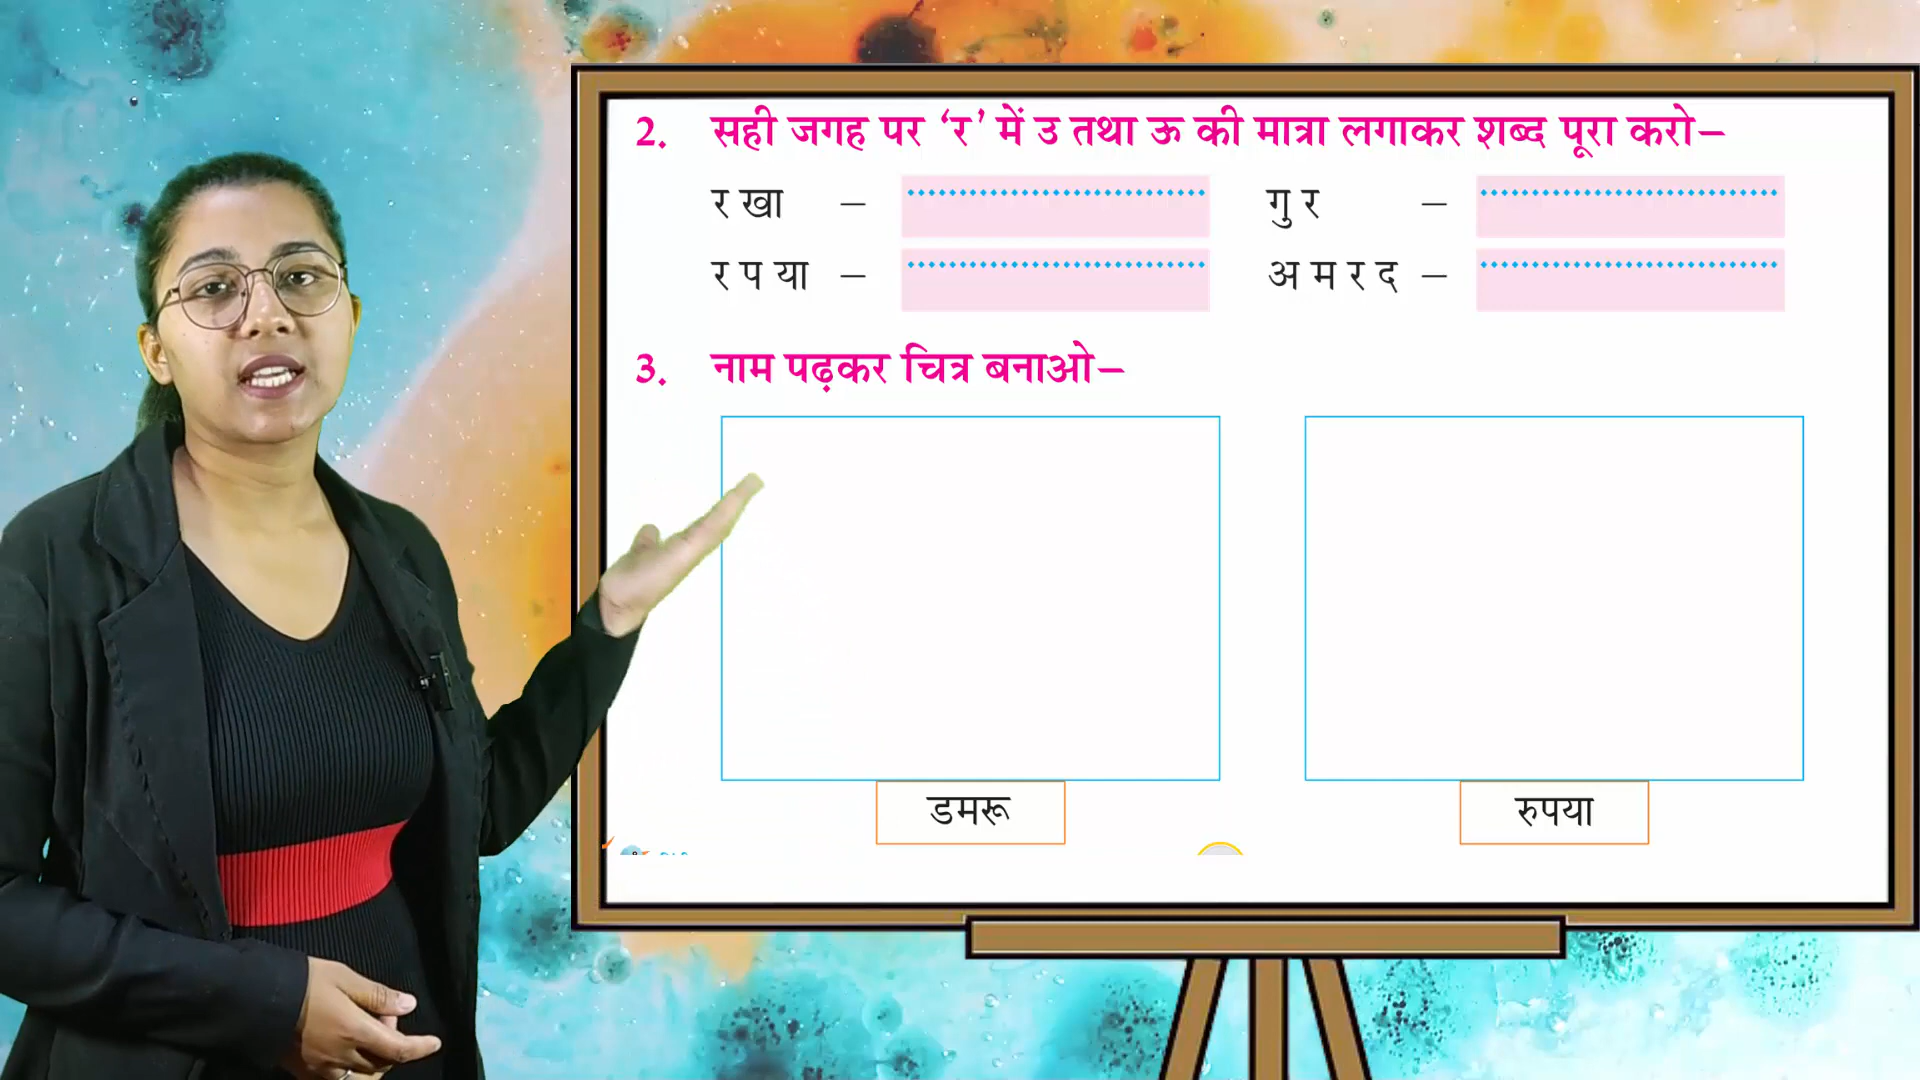 2. सही जगह पर ‘र’ में उ तथा ऊ की मात्रा लगाकर शब्द पूरा करो–
र खा – गु र –
र प या – अ म र द –
3. नाम पढ़कर चित्र बनाओ–
डमरू रुपया